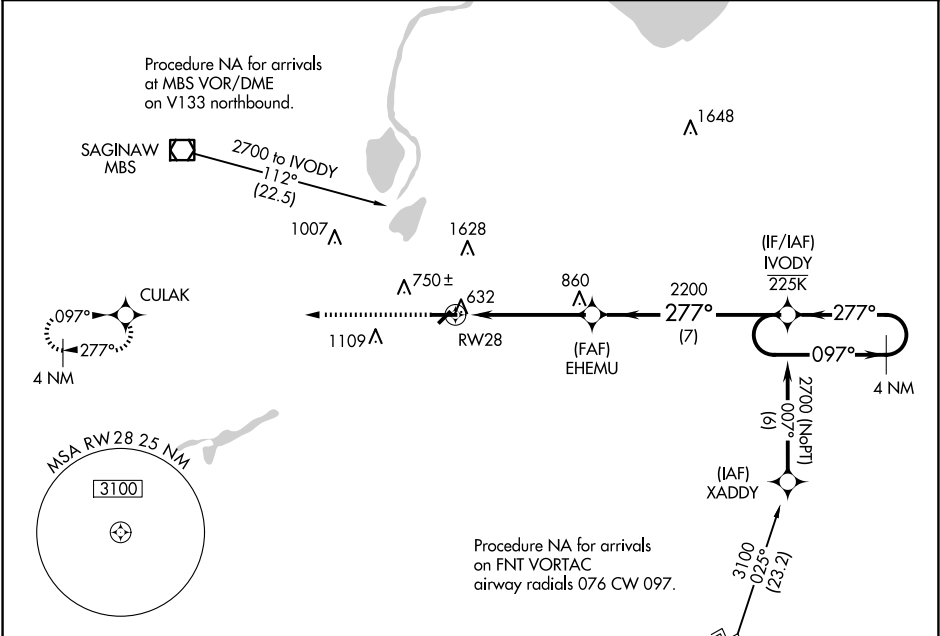 Procedure NA for arrivals
at MBS VOR/DME
on V133 northbound.
1648
SAGINAW
MBS
2700 to IVODY
112°
(22.5)
1007
1628
(IF/IAF)
IVODY
225K
750 ±
860
2200
CULAK
097°
632
277°
277°
1109
RW28
(7)
277°
(FAF)
EHEMU
097°
4 NM
4 NM
2700 (NoPT)
007°
(6)
MSA RW 28 25 NM
3100
(IAF)
XADDY
Procedure NA for arrivals
on FNT VORTAC
airway radials 076 CW 097.
3100
025°
(23.2)